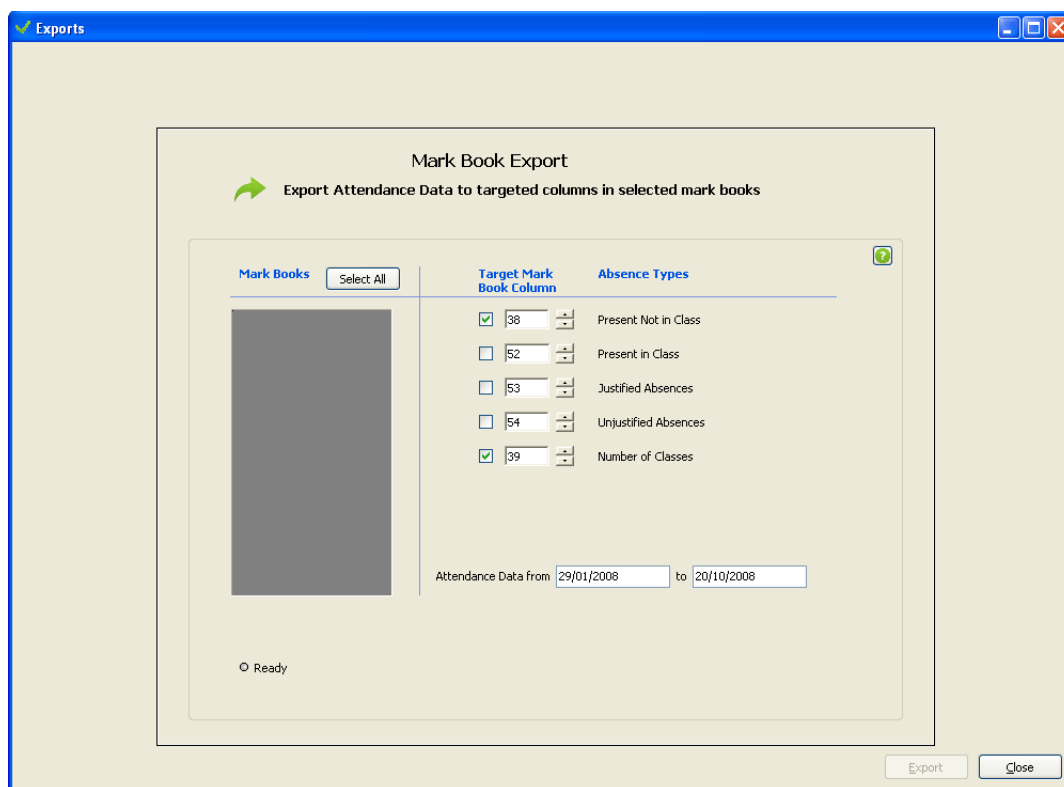 Exports
Mark Book Export
Export Attendance Data to targeted columns in selected mark books
Mark Books
Select All
Target Mark
Book Column
Absence Types
38 Present Not in Class
52 Present in Class
53 Justified Absences
54 Unjustified Absences
39 Number of Classes
Attendance Data from 29/01/2008 to 20/10/2008
Ready
Export
Close